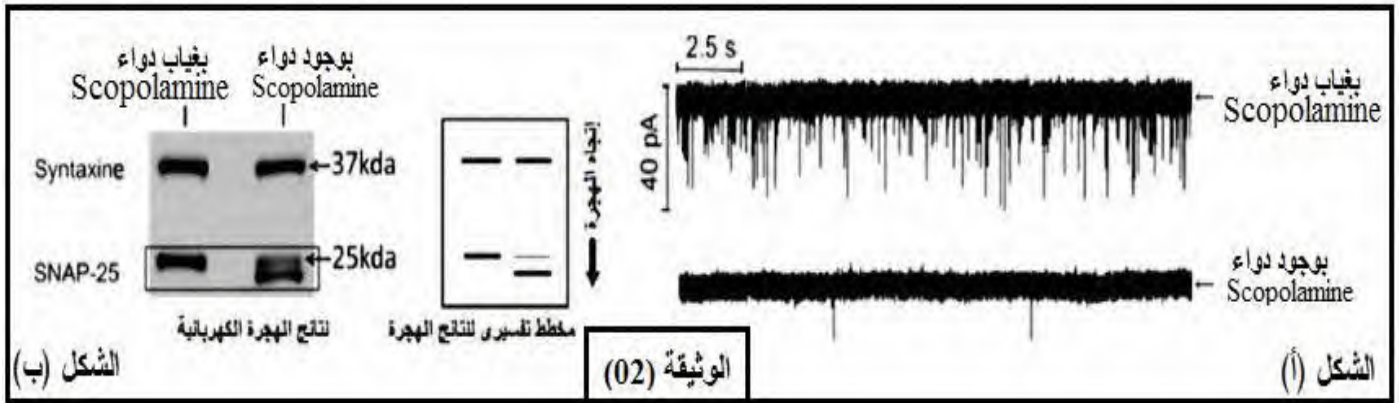 2.5 s
40 pA
بغياب دواء
Scopolamine
بوجود دواء
Scopolamine
الشكل (أ)
بغياب دواء
Scopolamine
بوجود دواء
Scopolamine
Syntaxine
37kda
SNAP-25
25kda
نتائج الهجرة الكهربائية
إتجاه الهجرة
مخطط تفسيري لنتائج الهجرة
الشكل (ب)
الوثيقة (02)